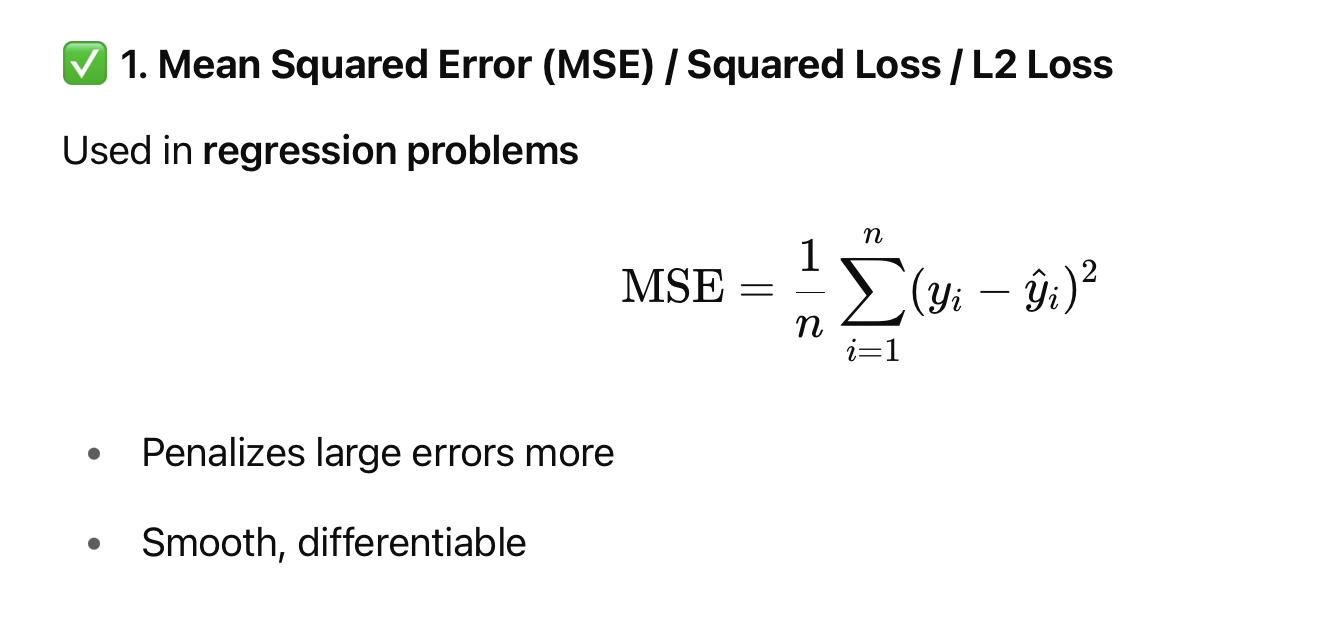 ✅ 1. Mean Squared Error (MSE) / Squared Loss / L2 Loss
Used in regression problems
MSE = \frac{1}{n} \sum_{i=1}^{n} (y_i - \hat{y}_i)^2
• Penalizes large errors more
• Smooth, differentiable